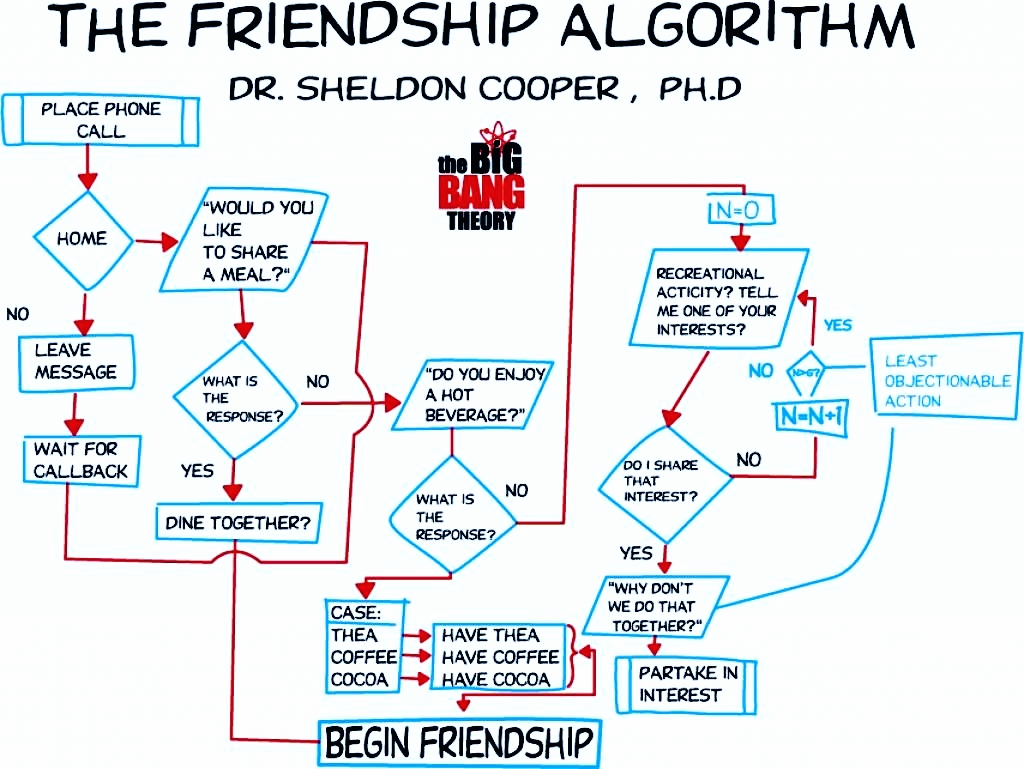 THE FRIENDSHIP ALGORITHM
DR. SHELDON COOPER , PH.D
PLACE PHONE
CALL
the BIG
BANG
THEORY
HOME
NO
LEAVE
MESSAGE
WAIT FOR
CALLBACK
"WOULD YOU
LIKE
TO SHARE
A MEAL?"
WHAT IS
THE
RESPONSE?
NO
YES
DINE TOGETHER?
"DO YOU ENJOY
A HOT
BEVERAGE?"
WHAT IS
THE
RESPONSE?
NO
CASE:
THEA
COFFEE
COCOA
HAVE THEA
HAVE COFFEE
HAVE COCOA
BEGIN FRIENDSHIP
N=0
RECREATIONAL
ACTICITY? TELL
ME ONE OF YOUR
INTERESTS?
YES
NO
N>6?
N=N+1
LEAST
OBJECTIONABLE
ACTION
DO I SHARE
THAT
INTEREST?
NO
YES
"WHY DON'T
WE DO THAT
TOGETHER?"
PARTAKE IN
INTEREST